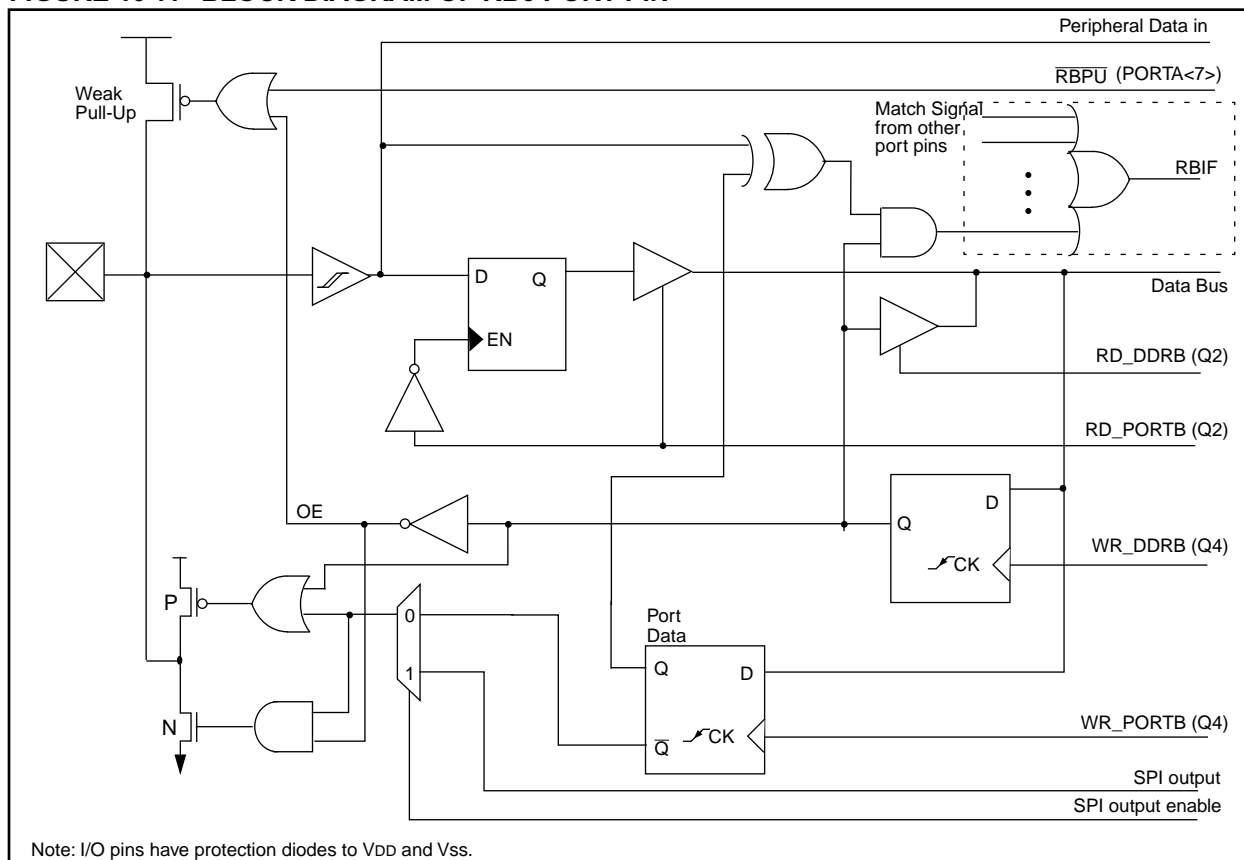 Peripheral Data in
RBPU (PORTA<7>)
Weak
Pull-Up
Match Signal
from other
port pins
RBIF
D
Q
EN
Data Bus
RD_DDRB (Q2)
RD_PORTB (Q2)
OE
Q
D
CK
WR_DDRB (Q4)
P
0
1
Port
Data
Q
D
N
Q
CK
WR_PORTB (Q4)
SPI output
SPI output enable
Note: I/O pins have protection diodes to VDD and Vss.